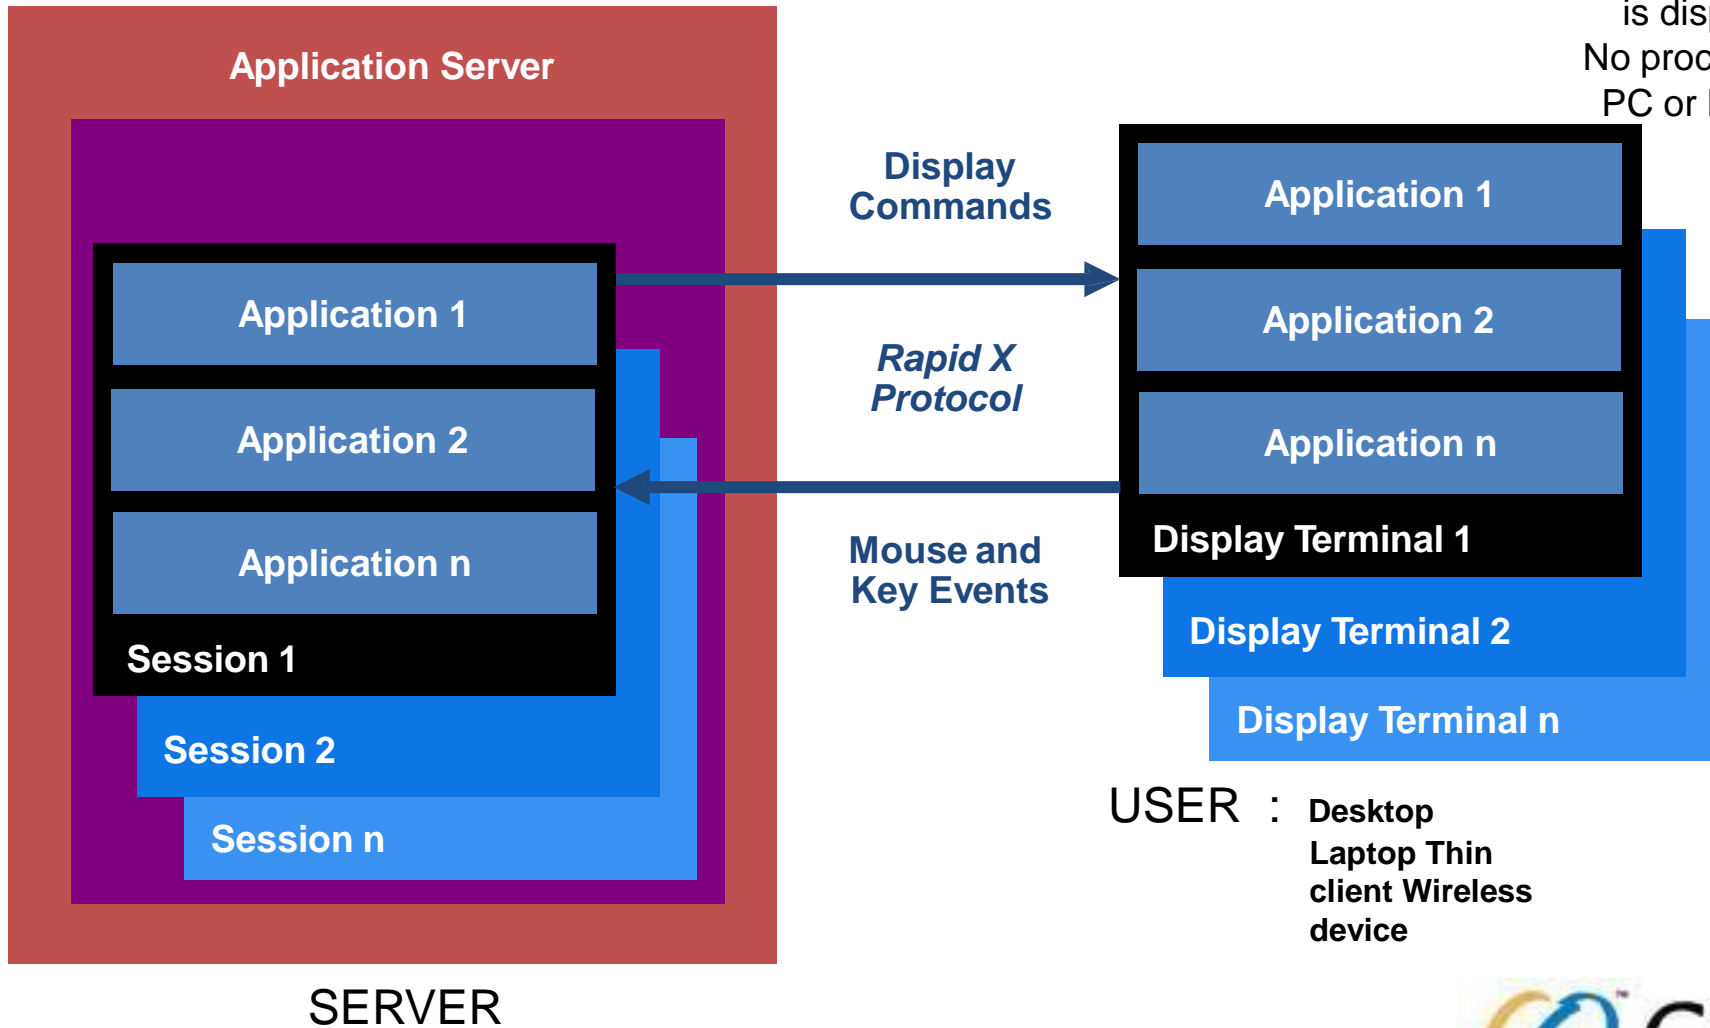 is
No
PC or
Application Server
Display
Commands
Application 1
Application 1
Application 2
Rapid X
Protocol
Application 2
Application n
Application n
Display Terminal 1
Mouse and
Key Events
Session 1
Display Terminal 2
Session 2
Display Terminal n
Session n
USER : Desktop
Laptop Thin
client Wireless
device
SERVER
TM